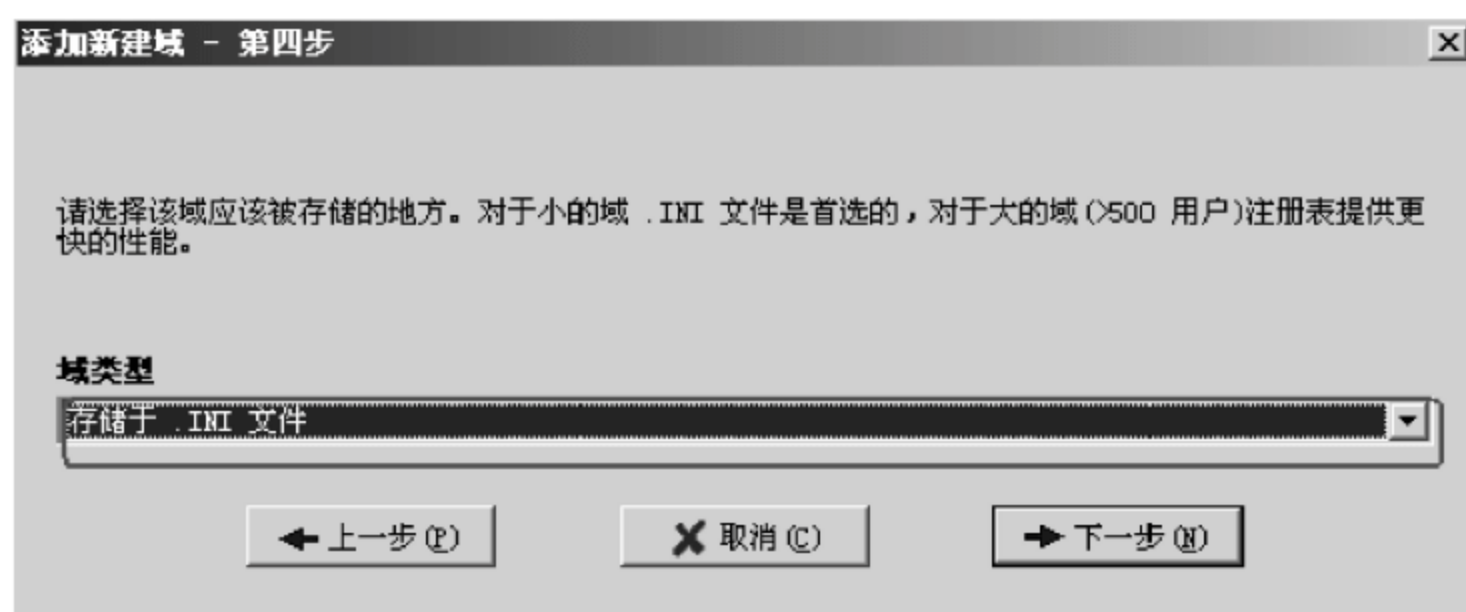 添加新建域 - 第四步
请选择该域应该被存储的地方。对于小的域 .INI 文件是首选的,对于大的域(>500 用户)注册表提供更
快的性能。
域类型
存储于 .INI 文件
上一步(P) 取消(C) 下一步(N)